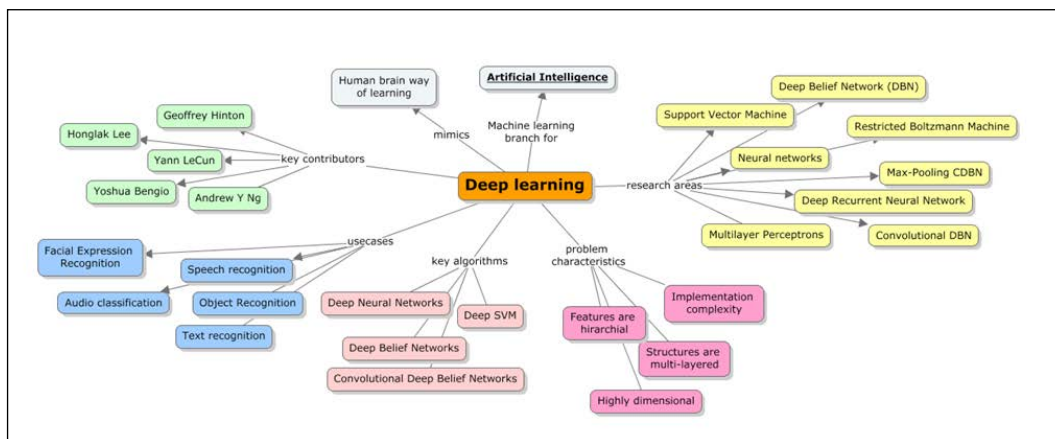 Human brain way
of learning
Artificial Intelligence
Deep Belief Network (DBN)
Geoffrey Hinton
Support Vector Machine
Honglak Lee
mimics
Machine learning
branch for
Restricted Boltzmann Machine
Yann LeCun
key contributors
Neural networks
Max-Pooling CDBN
Yoshua Bengio
Andrew Y Ng
Deep learning
research areas
Deep Recurrent Neural Network
Multilayer Perceptrons
Convolutional DBN
Facial Expression
Recognition
usecases
Speech recognition
key algorithms
problem
characteristics
Audio classification
Object Recognition
Text recognition
Deep Neural Networks
Deep SVM
Deep Belief Networks
Convolutional Deep Belief Networks
Features are
hirarchial
Implementation
complexity
Structures are
multi-layered
Highly dimensional